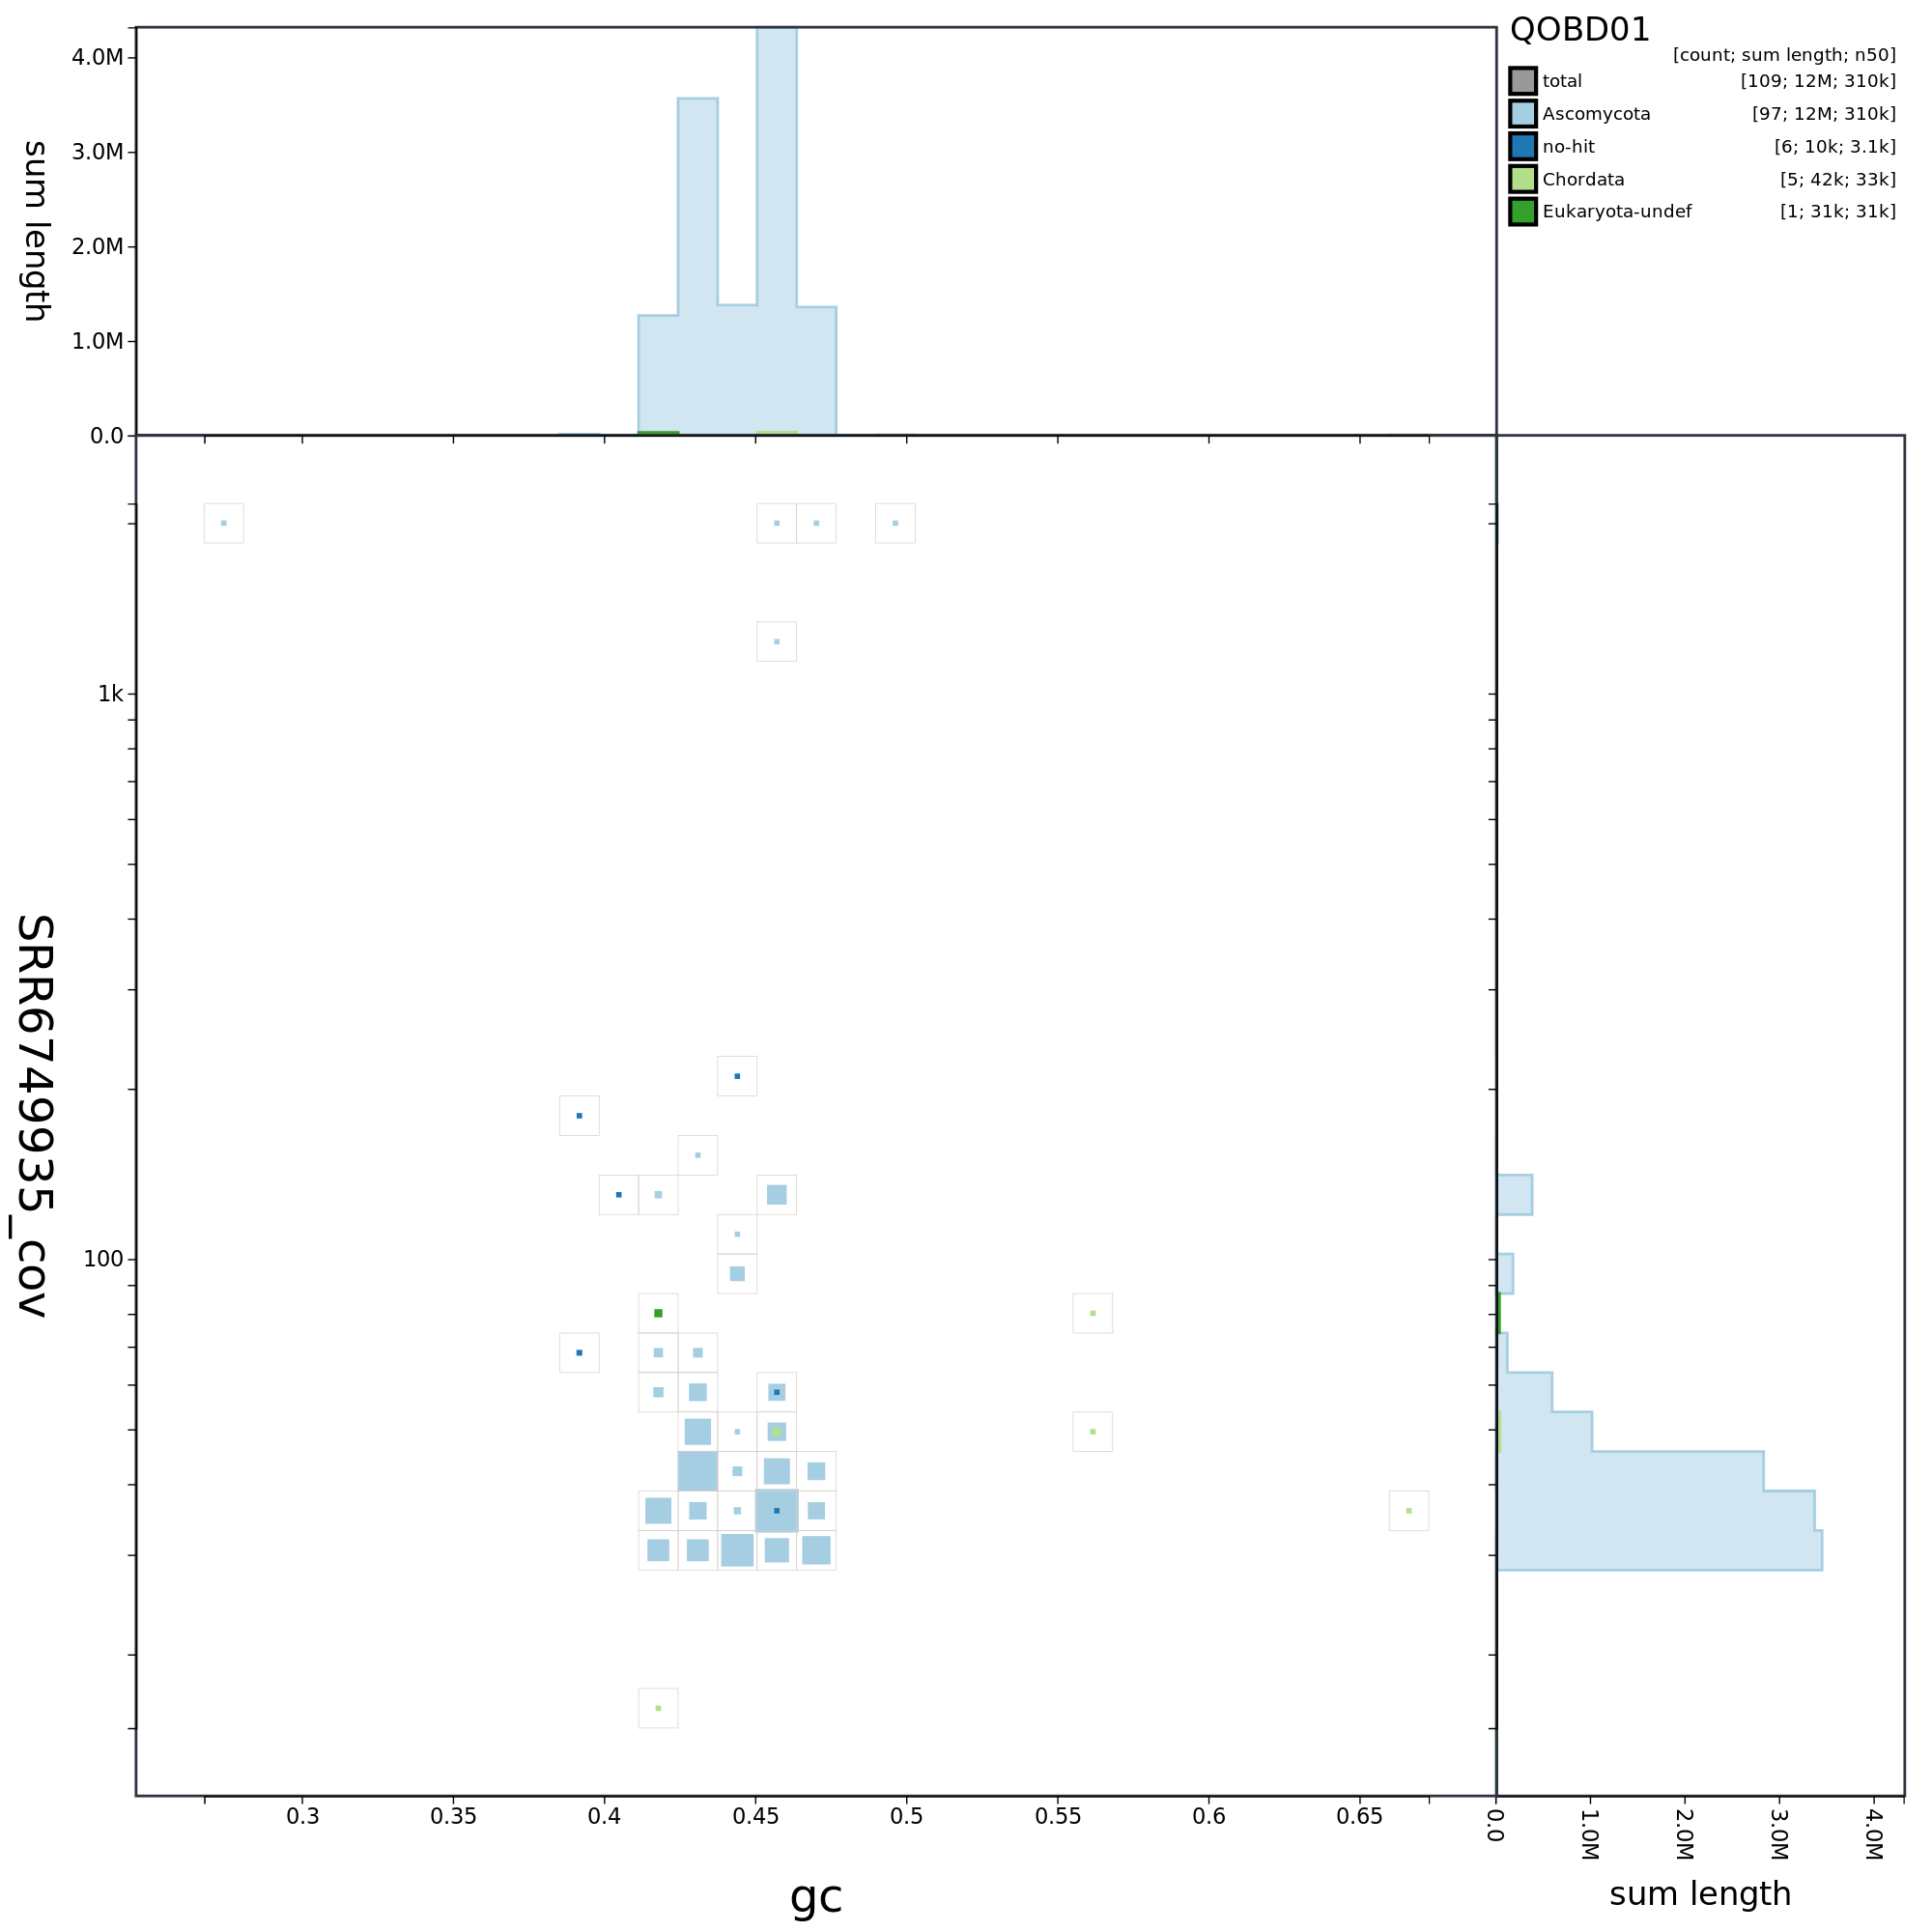 QOBD01
[count; sum length; n50]
total [109; 12M; 310k]
Ascomycota [97; 12M; 310k]
no-hit [6; 10k; 3.1k]
Chordata [5; 42k; 33k]
Eukaryota-undef [1; 31k; 31k]
sum length
4.0M
3.0M
2.0M
1.0M
0.0
SRR6749935_cov
1k
100
0.3 0.35 0.4 0.45 0.5 0.55 0.6 0.65
gc
0.0 1.0M 2.0M 3.0M 4.0M
sum length